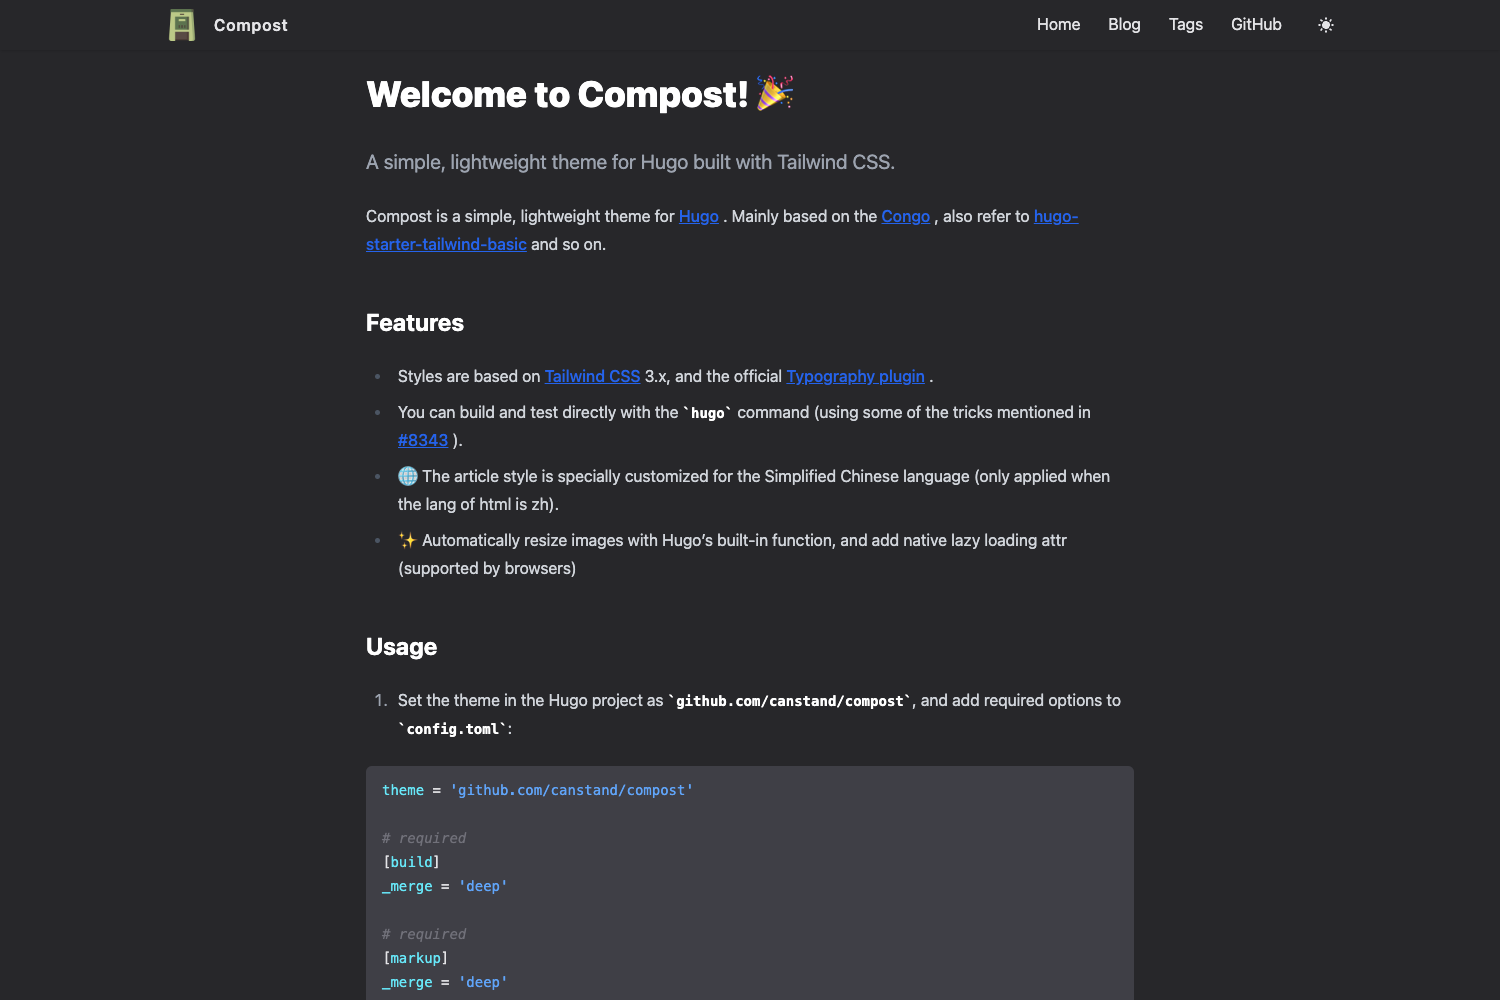 Compost
Home Blog Tags GitHub
Welcome to Compost! 🎉
A simple, lightweight theme for Hugo built with Tailwind CSS.
Compost is a simple, lightweight theme for Hugo . Mainly based on the Congo , also refer to hugo-
starter-tailwind-basic and so on.
Features
• Styles are based on Tailwind CSS 3.x, and the official Typography plugin .
• You can build and test directly with the `hugo` command (using some of the tricks mentioned in
#8343 ).
• 🌐 The article style is specially customized for the Simplified Chinese language (only applied when
the lang of html is zh).
• ✨ Automatically resize images with Hugo’s built-in function, and add native lazy loading attr
(supported by browsers)
Usage
1. Set the theme in the Hugo project as `github.com/canstand/compost`, and add required options to
`config.toml`:
theme = 'github.com/canstand/compost'
# required
[build]
_merge = 'deep'
# required
[markup]
_merge = 'deep'